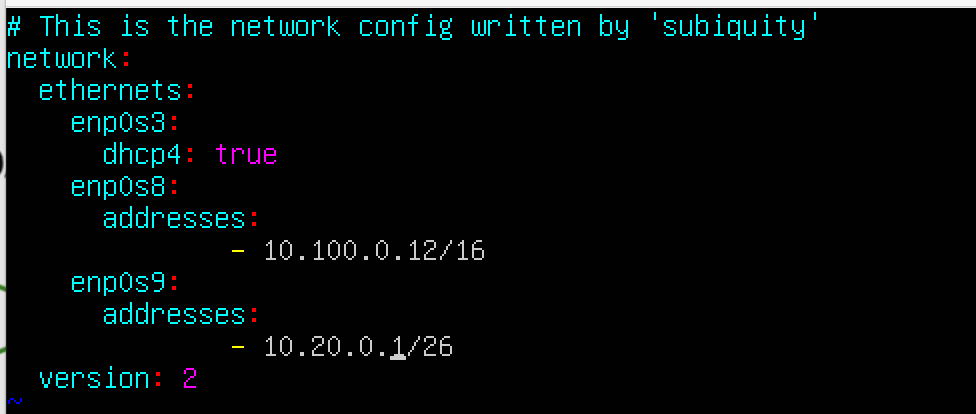 # This is the network config written by 'subiquity'
network:
  ethernets:
    enp0s3:
      dhcp4: true
    enp0s8:
      addresses:
              - 10.100.0.12/16
    enp0s9:
      addresses:
              - 10.20.0.1/26
  version: 2
~